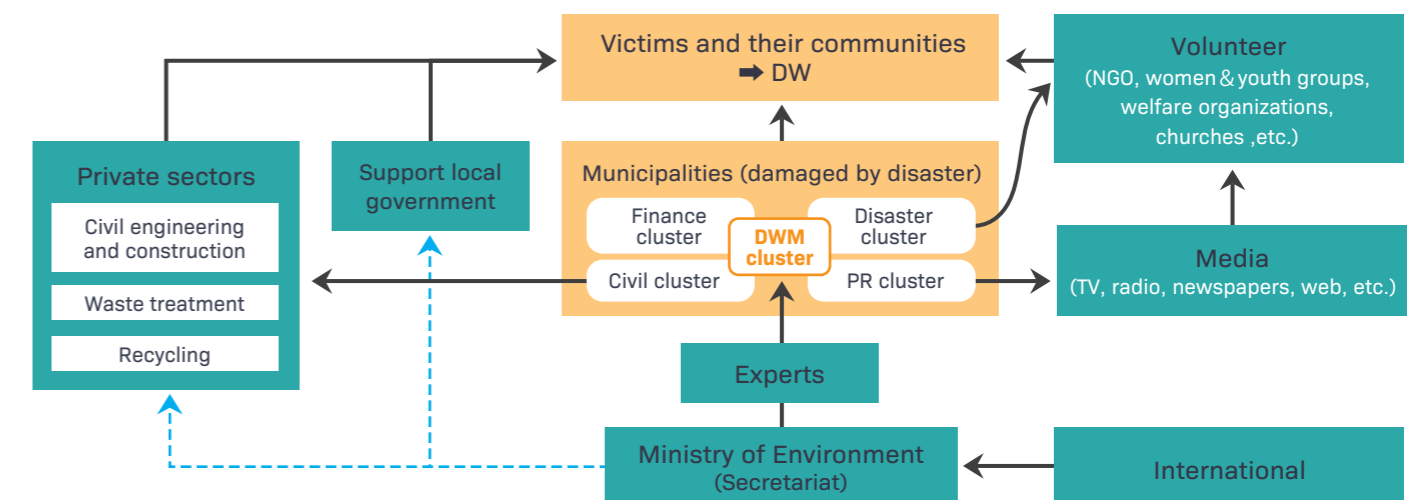 Victims and their communities
➡ DW
Volunteer
(NGO, women & youth groups,
welfare organizations,
churches ,etc.)
Private sectors
Civil engineering
and construction
Waste treatment
Recycling
Support local
government
Municipalities (damaged by disaster)
Finance
cluster
Disaster
cluster
DWM
cluster
Civil cluster
PR cluster
Media
(TV, radio, newspapers, web, etc.)
Experts
Ministry of Environment
(Secretariat)
International